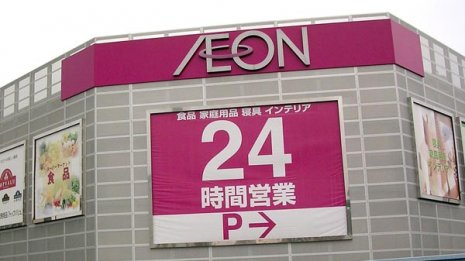 ÆON
食品 家庭用品 寝具 インテリア
24
時間営業
P→
食品